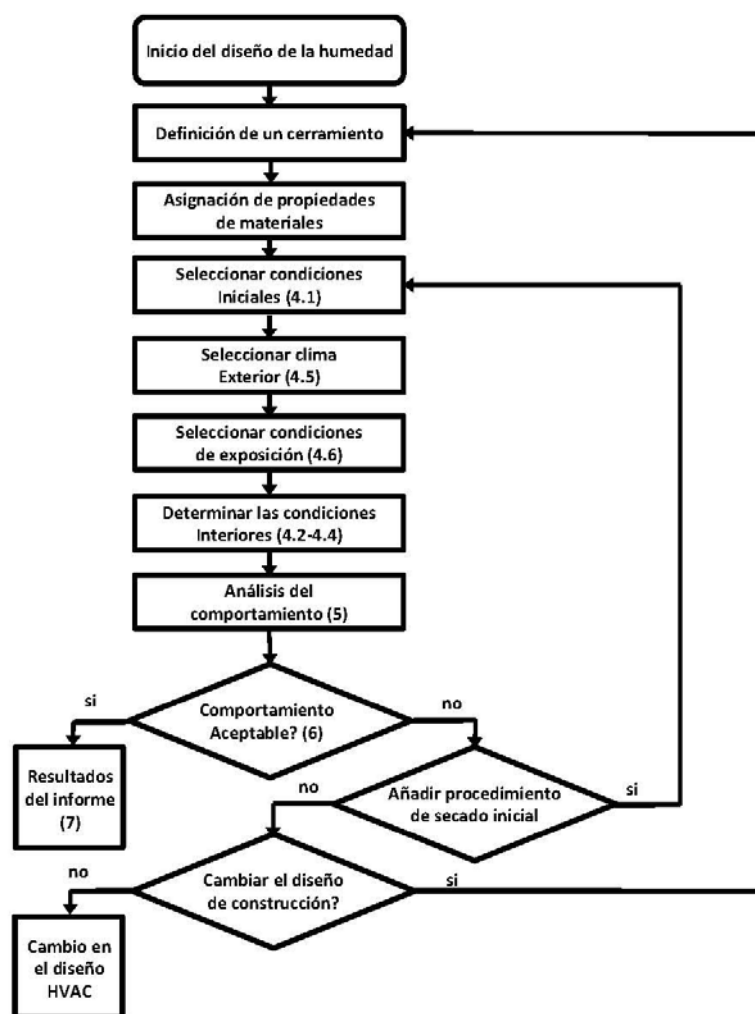 Inicio del diseño de la humedad
Definición de un cerramiento
Asignación de propiedades
de materiales
Seleccionar condiciones
Iniciales (4.1)
Seleccionar clima
Exterior (4.5)
Seleccionar condiciones
de exposición (4.6)
Determinar las condiciones
Interiores (4.2-4.4)
Análisis del
comportamiento (5)
si
Comportamiento
Aceptable? (6)
no
Resultados
del informe
(7)
no
Añadir procedimiento
de secado inicial
si
no
Cambiar el diseño
de construcción?
si
Cambio en
el diseño
HVAC